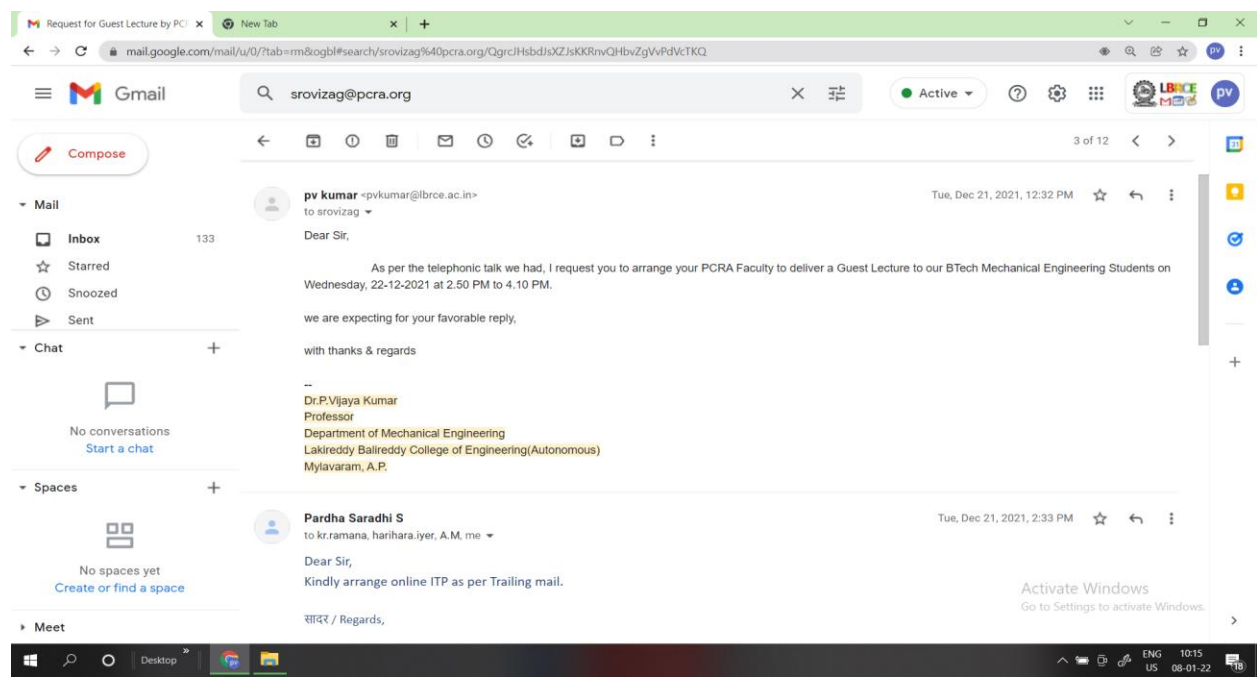 Request for Guest Lecture by PC
New Tab
mail.google.com/mail/u/0/?tab=rm&ogbl#search/srovizag%40pcra.org/QgrcJHsbdJsXZJsKKRnvQHbvZgVvPdVcTKQ
pv
Gmail
srovizag@pcra.org
Active
LBRCE
pv
Compose
3 of 12
31
Mail
Inbox 133
Starred
Snoozed
Sent
Chat
No conversations
Start a chat
Spaces
No spaces yet
Create or find a space
Meet
pv kumar <pvkumar@lbrce.ac.in>
Tue, Dec 21, 2021, 12:32 PM
to srovizag
Dear Sir,
As per the telephonic talk we had, I request you to arrange your PCRA Faculty to deliver a Guest Lecture to our BTech Mechanical Engineering Students on
Wednesday, 22-12-2021 at 2.50 PM to 4.10 PM.
we are expecting for your favorable reply,
with thanks & regards
--
Dr.P.Vijaya Kumar
Professor
Department of Mechanical Engineering
Lakireddy Balireddy College of Engineering(Autonomous)
Mylavaram, A.P.
Pardha Saradhi S
Tue, Dec 21, 2021, 2:33 PM
to kr.ramana, harihara.iyer, A.M, me
Dear Sir,
Kindly arrange online ITP as per Trailing mail.
सादर / Regards,
Activate Windows
Go to Settings to activate Windows.
Desktop
ENG
US
10:15
08-01-22
18